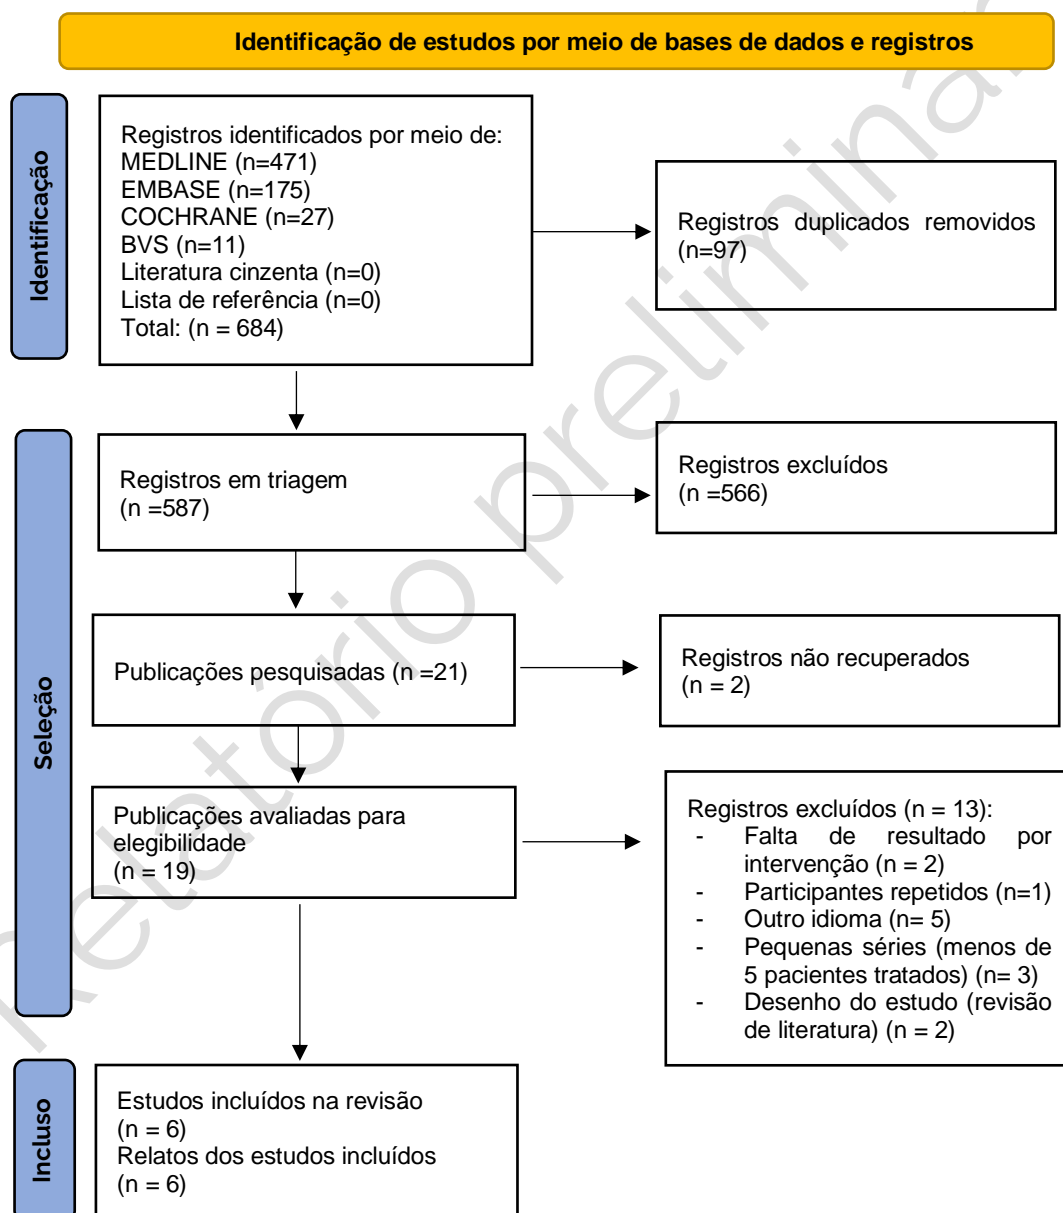 Identificação de estudos por meio de bases de dados e registros
Identificação
Registros identificados por meio de:
MEDLINE (n=471)
EMBASE (n=175)
COCHRANE (n=27)
BVS (n=11)
Literatura cinzenta (n=0)
Lista de referência (n=0)
Total: (n = 684)
Registros duplicados removidos
(n=97)
Seleção
Registros em triagem
(n =587)
Registros excluídos
(n =566)
Publicações pesquisadas (n =21)
Registros não recuperados
(n = 2)
Publicações avaliadas para
elegibilidade
(n = 19)
Registros excluídos (n = 13):
- Falta de resultado por
intervenção (n = 2)
- Participantes repetidos (n=1)
- Outro idioma (n= 5)
- Pequenas séries (menos de
5 pacientes tratados) (n= 3)
- Desenho do estudo (revisão
de literatura) (n = 2)
Incluso
Estudos incluídos na revisão
(n = 6)
Relatos dos estudos incluídos
(n = 6)
Relatório preliminar